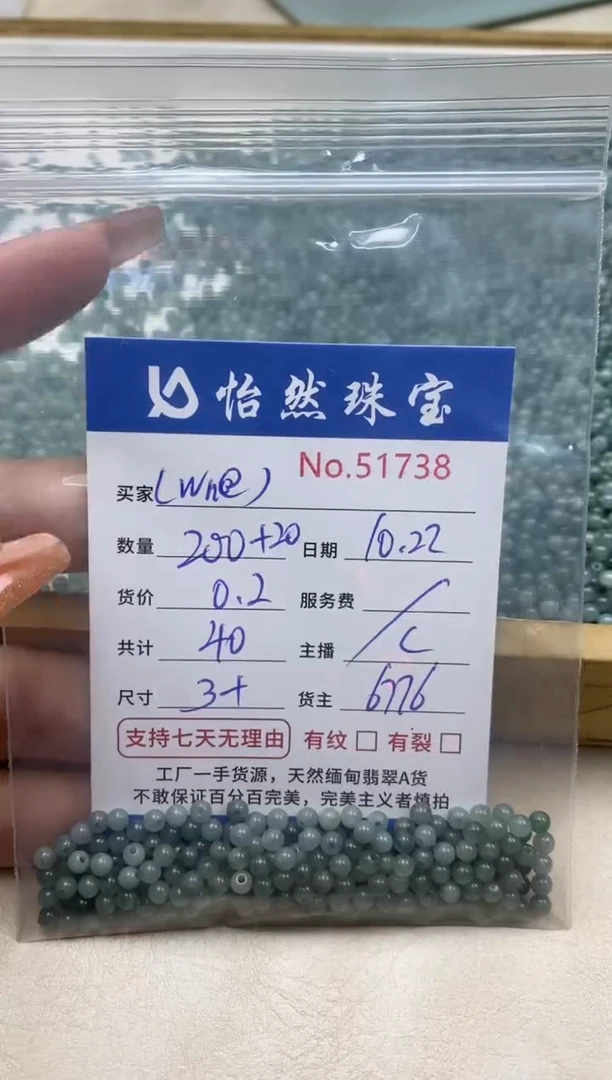 怡然珠宝
No.51738
买家(Wn@)
数量 200+20 日期 10.22
货价 0.2 服务费 /
共计 40 主播 C
尺寸 3+ 货主 6776
支持七天无理由 有纹 □ 有裂 □
工厂一手货源，天然缅甸翡翠A货
不敢保证百分百完美，完美主义者慎拍